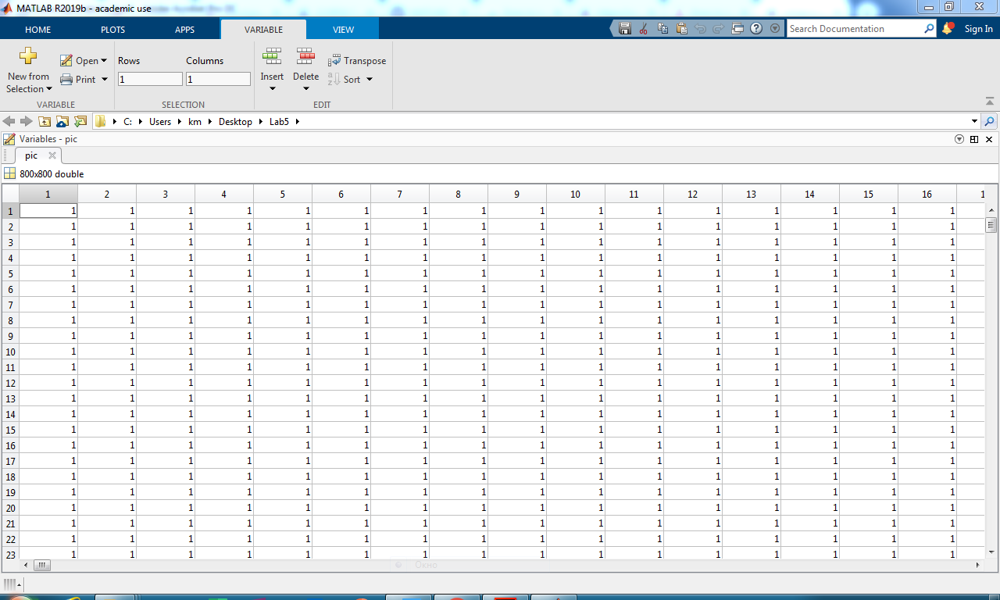 MATLAB R2019b - academic use
HOME PLOTS APPS VARIABLE VIEW Search Documentation Sign In
New from Selection Open Print Rows Columns Insert Delete Transpose Sort
1 1
VARIABLE SELECTION EDIT
C: Users km Desktop Lab5
Variables - pic
pic
800x800 double
1 2 3 4 5 6 7 8 9 10 11 12 13 14 15 16 1
1 1 1 1 1 1 1 1 1 1 1 1 1 1 1 1 1
2 1 1 1 1 1 1 1 1 1 1 1 1 1 1 1 1
3 1 1 1 1 1 1 1 1 1 1 1 1 1 1 1 1
4 1 1 1 1 1 1 1 1 1 1 1 1 1 1 1 1
5 1 1 1 1 1 1 1 1 1 1 1 1 1 1 1 1
6 1 1 1 1 1 1 1 1 1 1 1 1 1 1 1 1
7 1 1 1 1 1 1 1 1 1 1 1 1 1 1 1 1
8 1 1 1 1 1 1 1 1 1 1 1 1 1 1 1 1
9 1 1 1 1 1 1 1 1 1 1 1 1 1 1 1 1
10 1 1 1 1 1 1 1 1 1 1 1 1 1 1 1 1
11 1 1 1 1 1 1 1 1 1 1 1 1 1 1 1 1
12 1 1 1 1 1 1 1 1 1 1 1 1 1 1 1 1
13 1 1 1 1 1 1 1 1 1 1 1 1 1 1 1 1
14 1 1 1 1 1 1 1 1 1 1 1 1 1 1 1 1
15 1 1 1 1 1 1 1 1 1 1 1 1 1 1 1 1
16 1 1 1 1 1 1 1 1 1 1 1 1 1 1 1 1
17 1 1 1 1 1 1 1 1 1 1 1 1 1 1 1 1
18 1 1 1 1 1 1 1 1 1 1 1 1 1 1 1 1
19 1 1 1 1 1 1 1 1 1 1 1 1 1 1 1 1
20 1 1 1 1 1 1 1 1 1 1 1 1 1 1 1 1
21 1 1 1 1 1 1 1 1 1 1 1 1 1 1 1 1
22 1 1 1 1 1 1 1 1 1 1 1 1 1 1 1 1
23 1 1 1 1 1 1 1 1 1 1 1 1 1 1 1 1
Окно